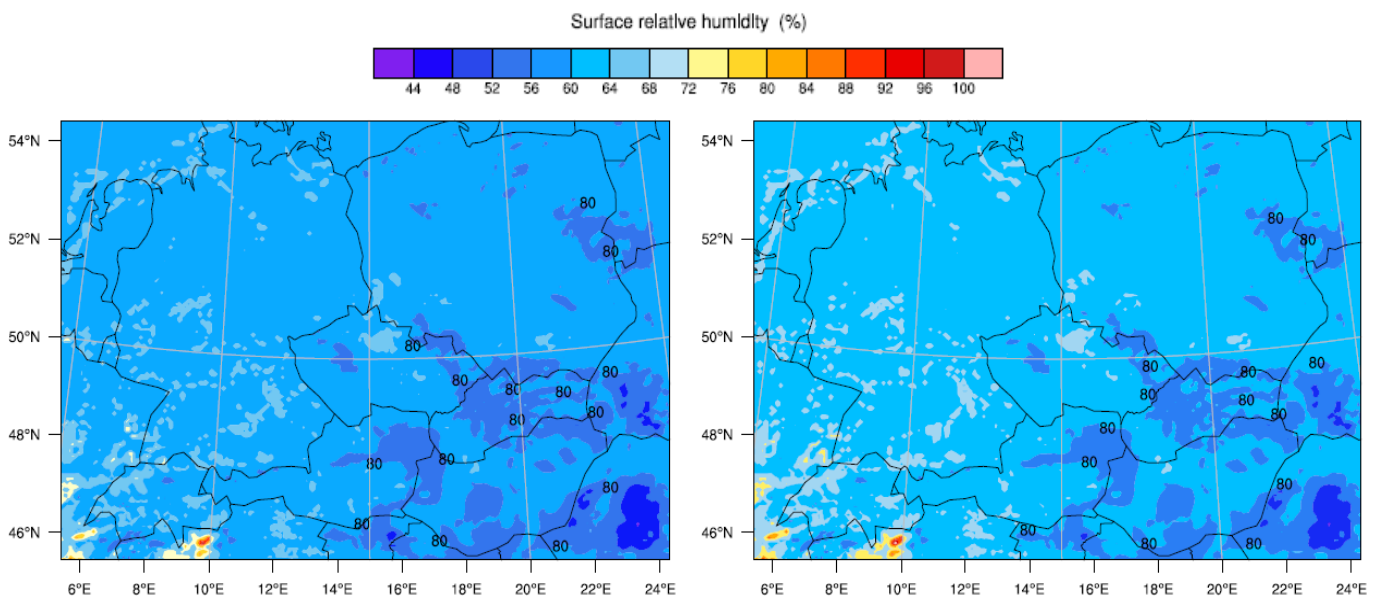 Surface relative humidity (%)
44 48 52 56 60 64 68 72 76 80 84 88 92 96 100
54°N 54°N
80
80
52°N 80 52°N 80
50°N 80 50°N
80 80 80 80
80 80 80 80
80 80 80
48°N 80 48°N 80
80 80 80
80 80
46°N 80 46°N 80
80 80 80 80
6°E 8°E 10°E 12°E 14°E 16°E 18°E 20°E 22°E 24°E 6°E 8°E 10°E 12°E 14°E 16°E 18°E 20°E 22°E 24°E